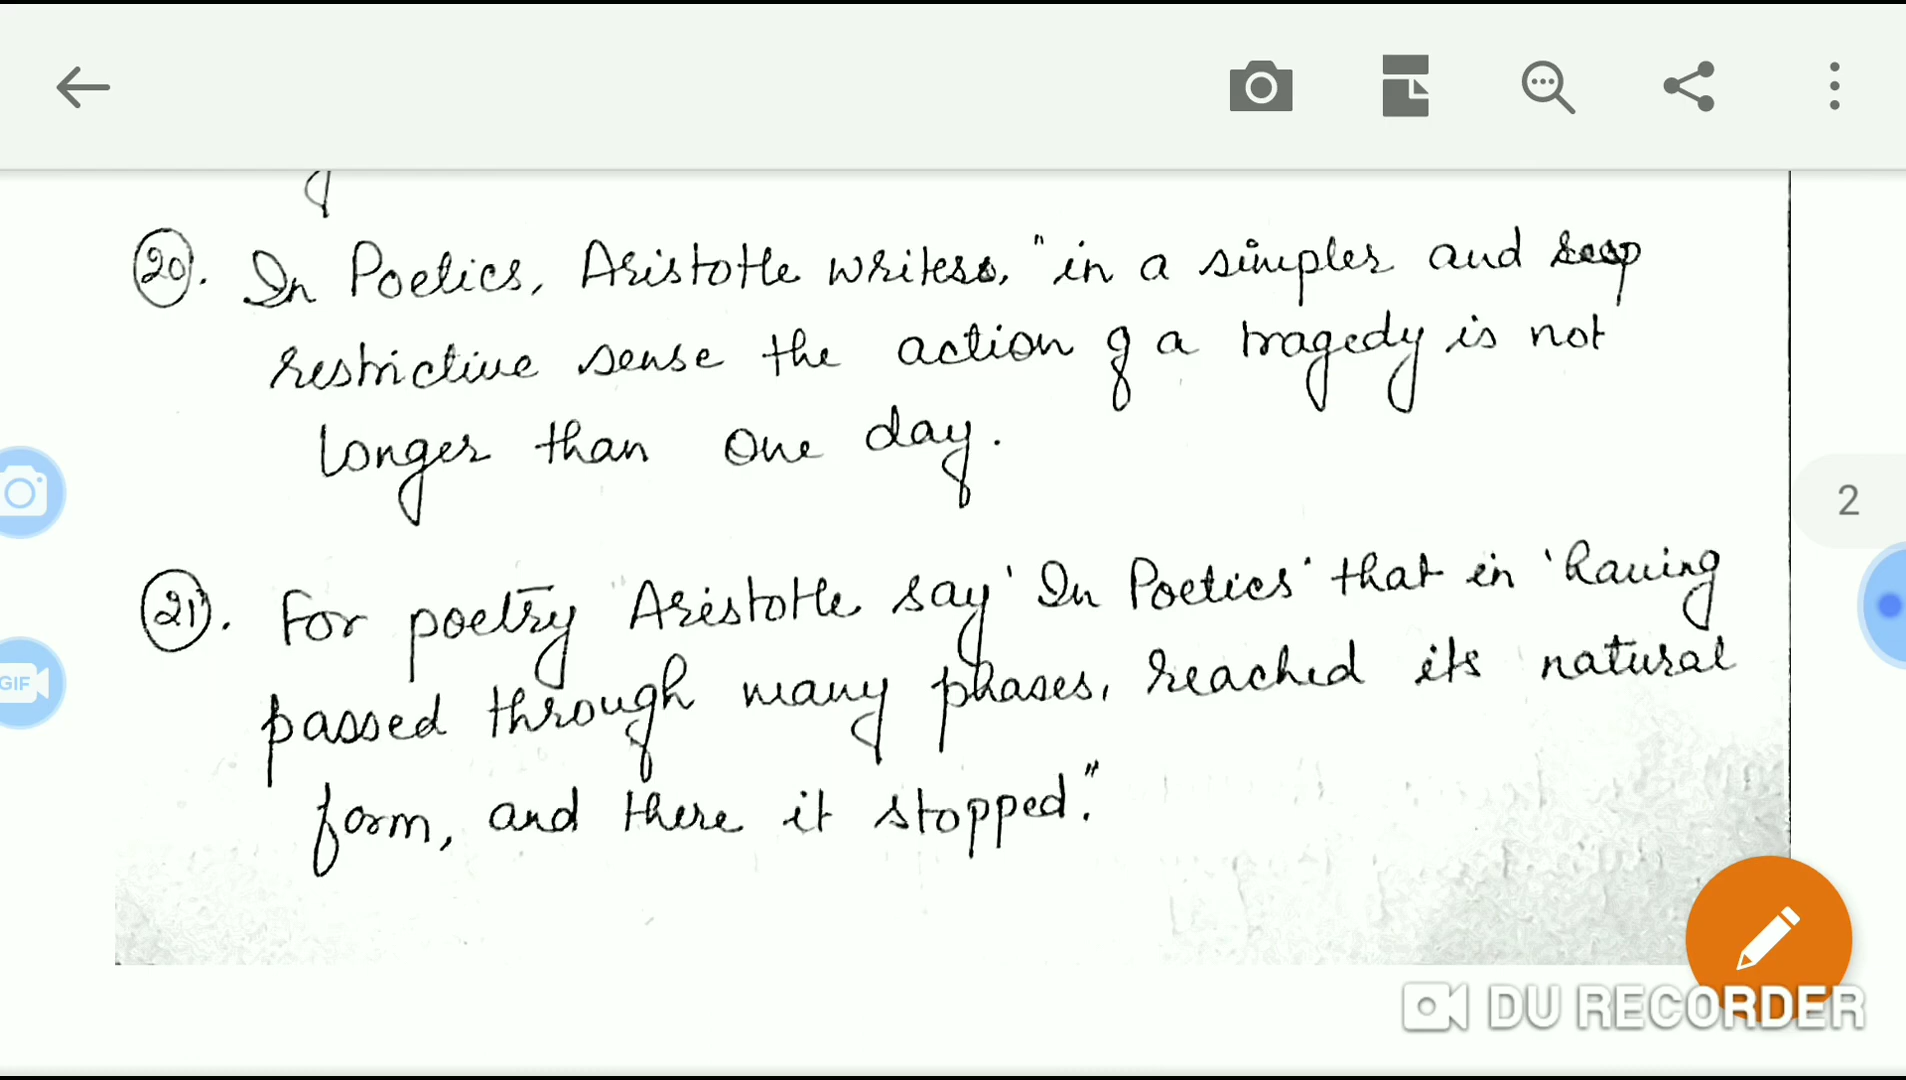 20. In Poetics, Aristotle writes, "in a simpler and
restrictive sense the action of a tragedy is not
longer than one day.
2
21. For poetry Aristotle say 'In Poetics' that in 'having
passed through many phases, reached its natural
form, and there it stopped."
GIF
DU RECORDER